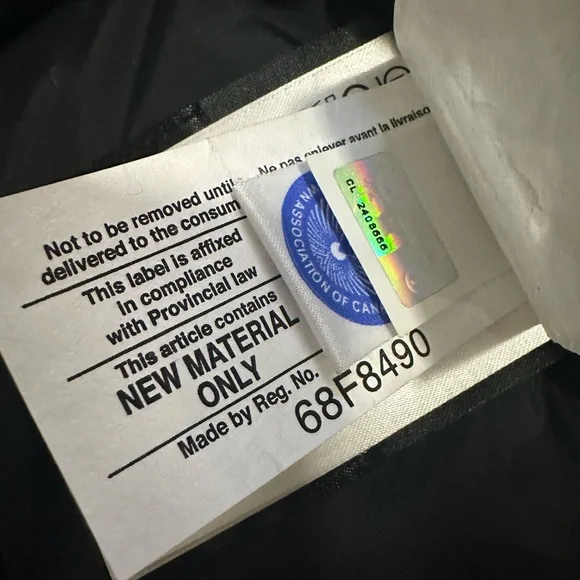 Not to be removed until
delivered to the consum
This label is affixed
in compliance
with Provincial law
This article contains
NEW MATERIAL
ONLY
Made by Reg. No.
68F8490
Ne pas enlever avant la livraiso
N ASSOCIATION OF CAN
CL 2408666